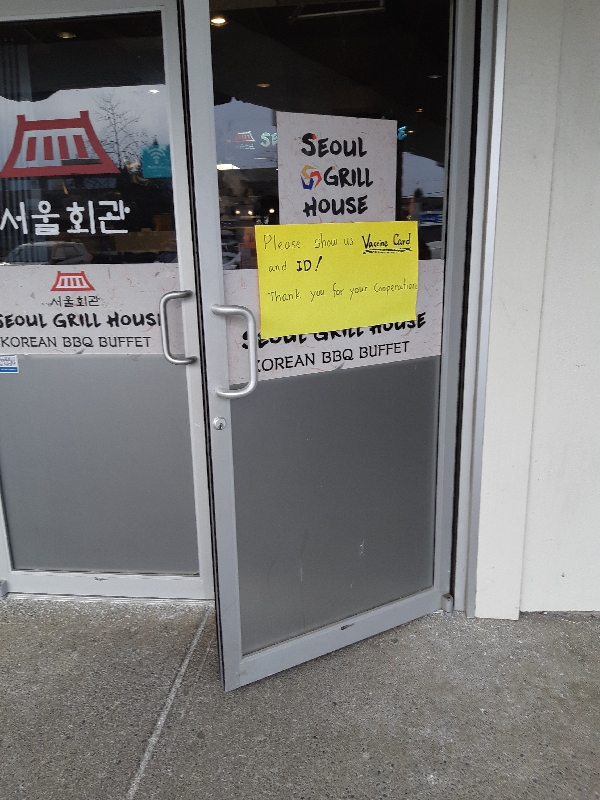 서울회관
서울회관
SEOUL GRILL HOUSE
KOREAN BBQ BUFFET
SEOUL
GRILL
HOUSE
Please show us Vaccine Card
and ID!
Thank you for your Cooperation
SEOUL GRILL HOUSE
KOREAN BBQ BUFFET